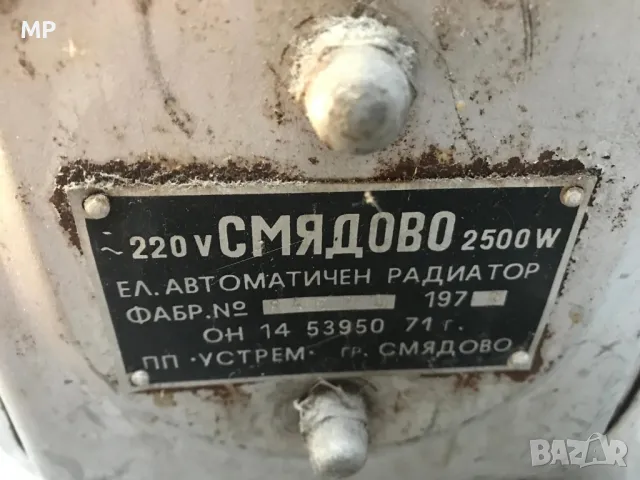 MP
~ 220 V СМЯДОВО 2500 W
ЕЛ. АВТОМАТИЧЕН РАДИАТОР
ФАБР. № 197
ОН 14 53950 71 г.
ПП "УСТРЕМ" гр. СМЯДОВО
BAZAR